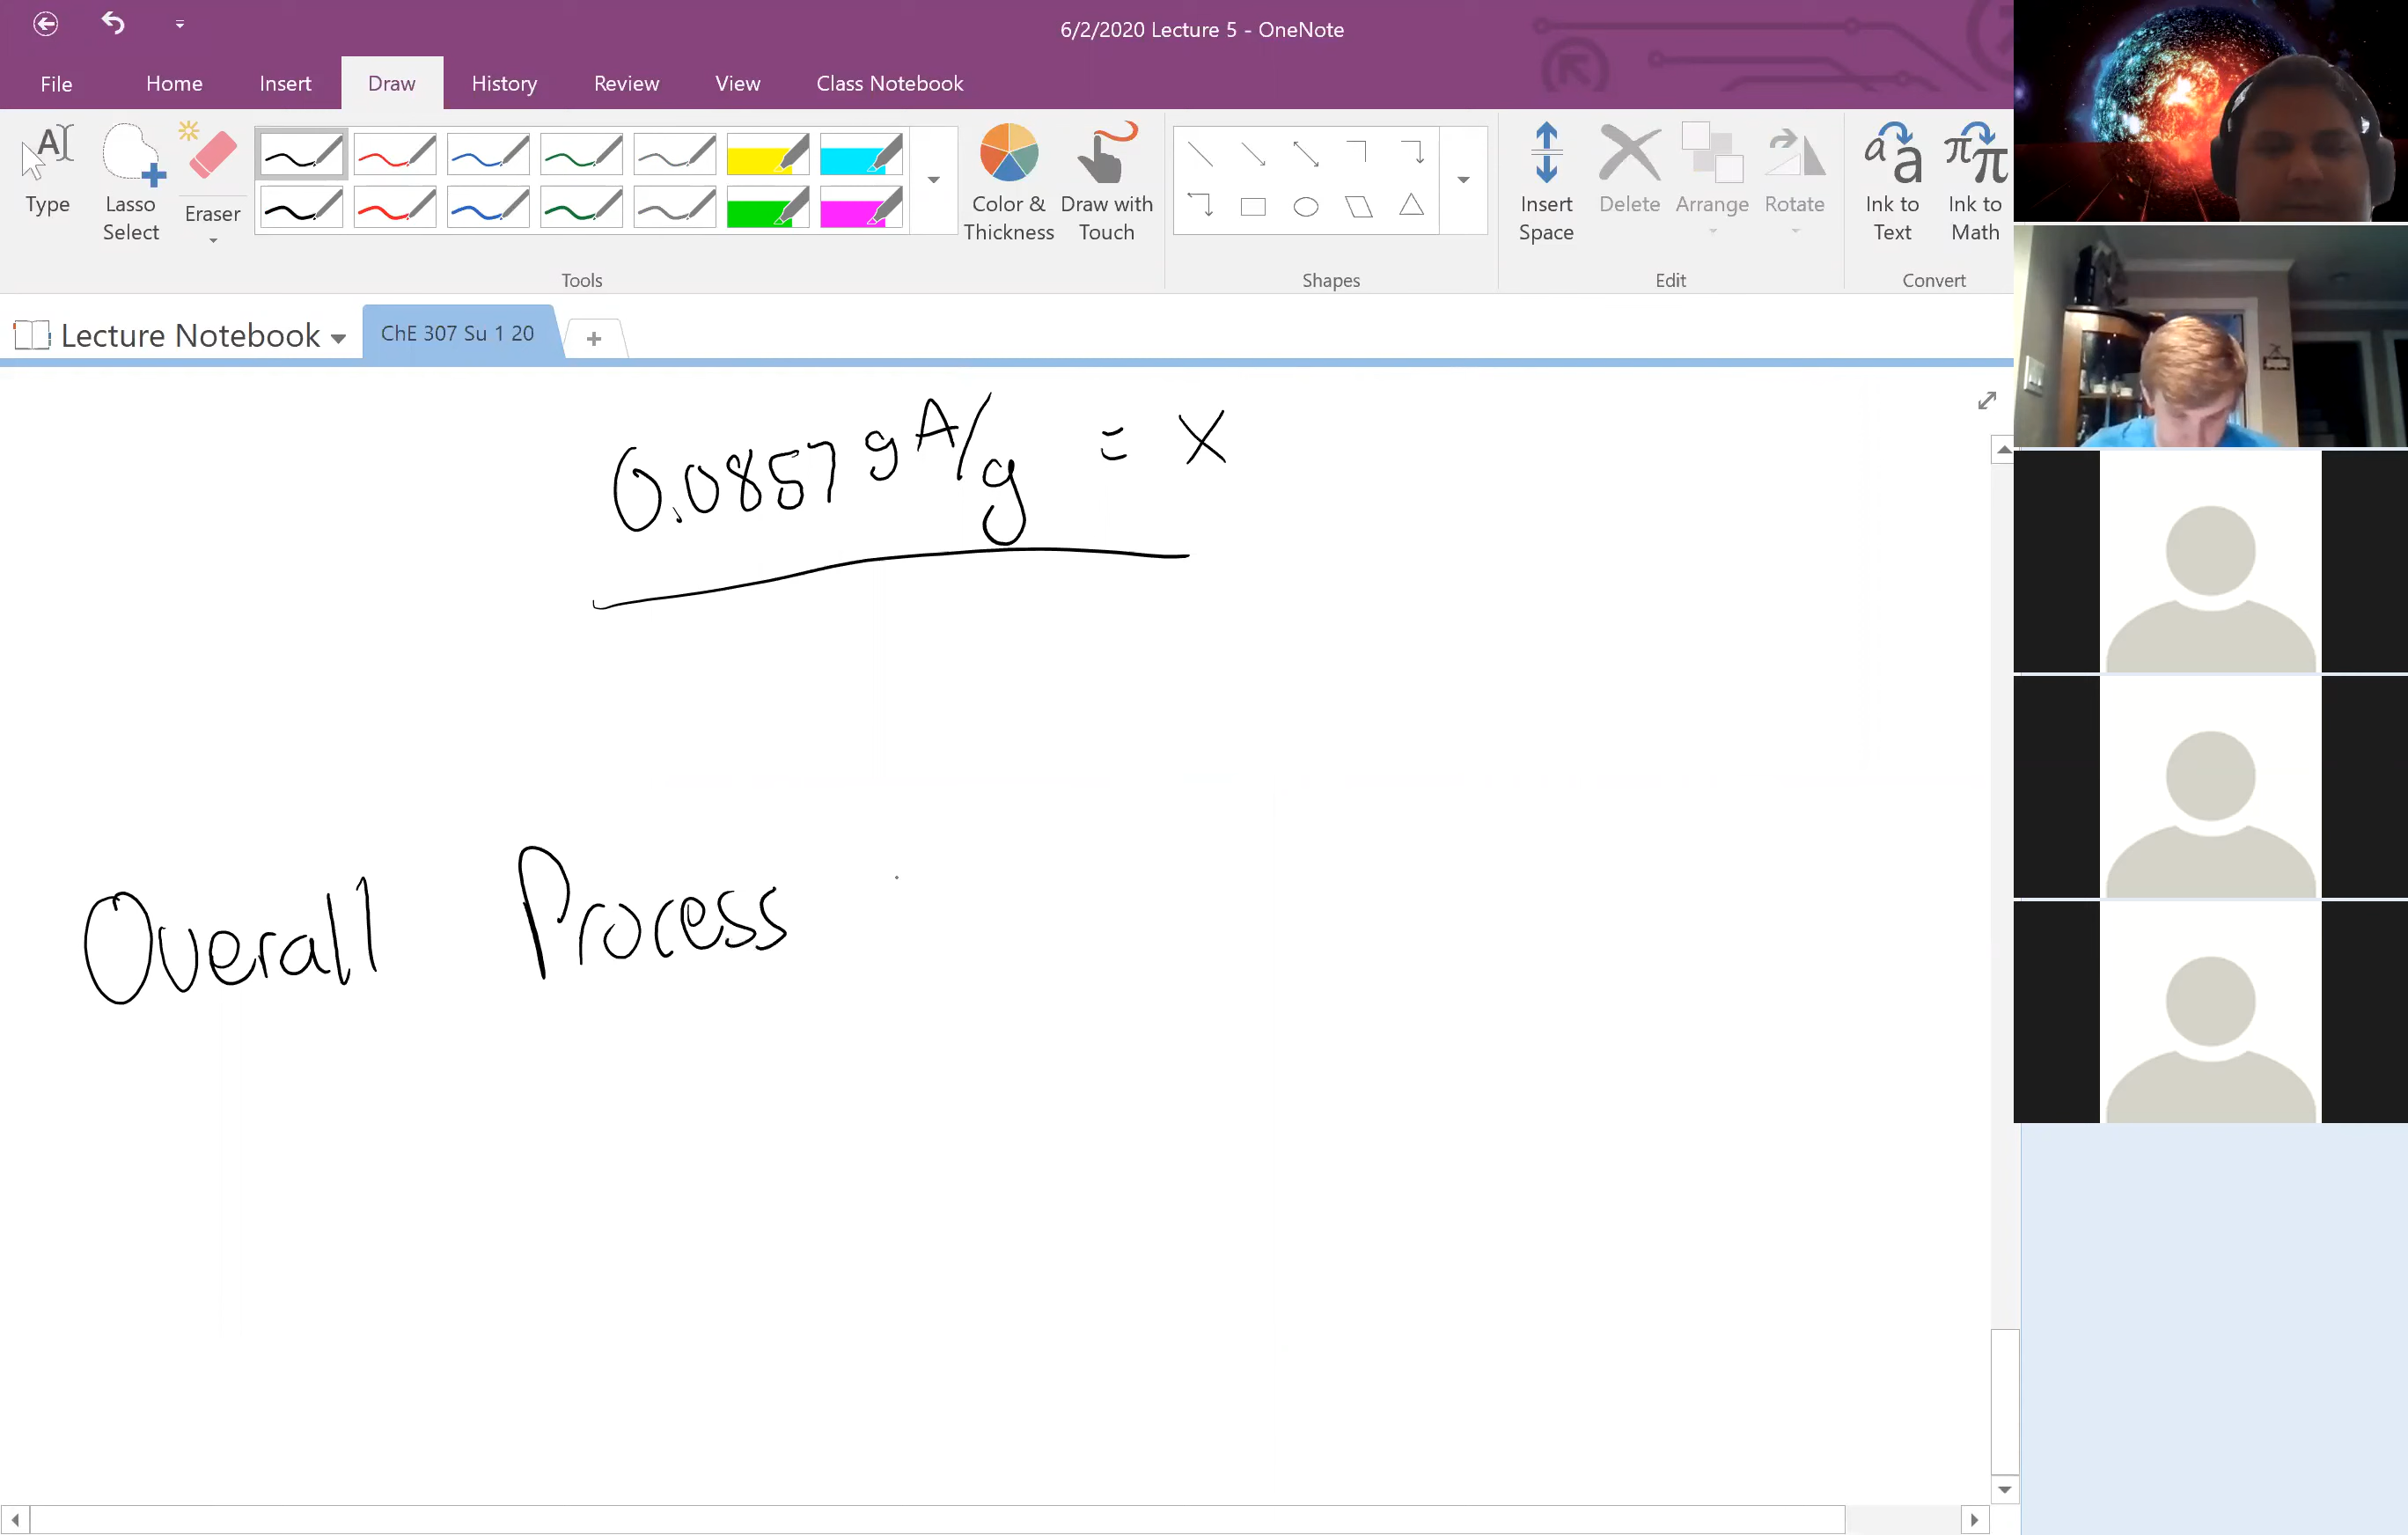 6/2/2020 Lecture 5 - OneNote
File Home Insert Draw History Review View Class Notebook
Type
Lasso Select
Eraser
Color & Thickness
Draw with Touch
Insert Space
Delete
Arrange
Rotate
Ink to Text
Ink to Math
Tools Shapes Edit Convert
Lecture Notebook ChE 307 Su 1 20 +
0.0857 g A/g = x
Overall Process